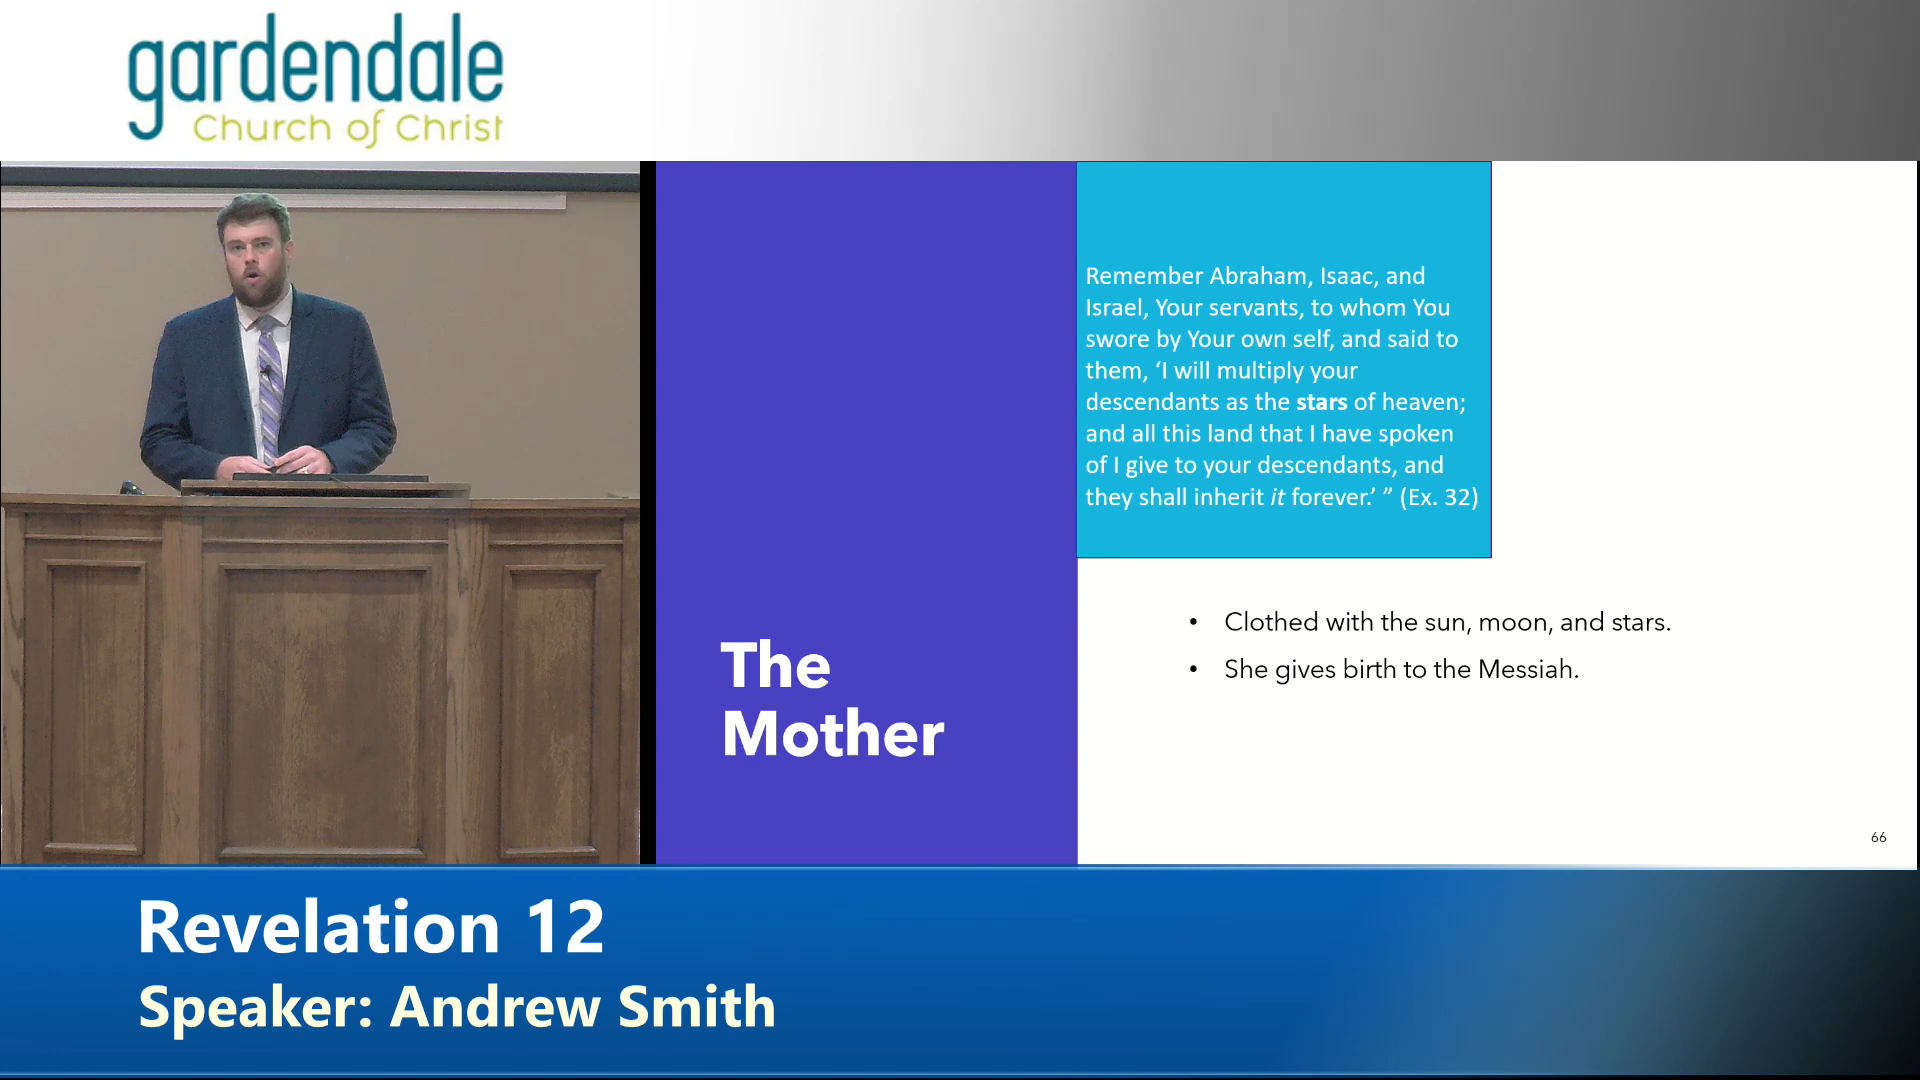 gardendale
Church of Christ
Remember Abraham, Isaac, and
Israel, Your servants, to whom You
swore by Your own self, and said to
them, ‘I will multiply your
descendants as the stars of heaven;
and all this land that I have spoken
of I give to your descendants, and
they shall inherit it forever.’ ” (Ex. 32)
The
Mother
• Clothed with the sun, moon, and stars.
• She gives birth to the Messiah.
66
Revelation 12
Speaker: Andrew Smith